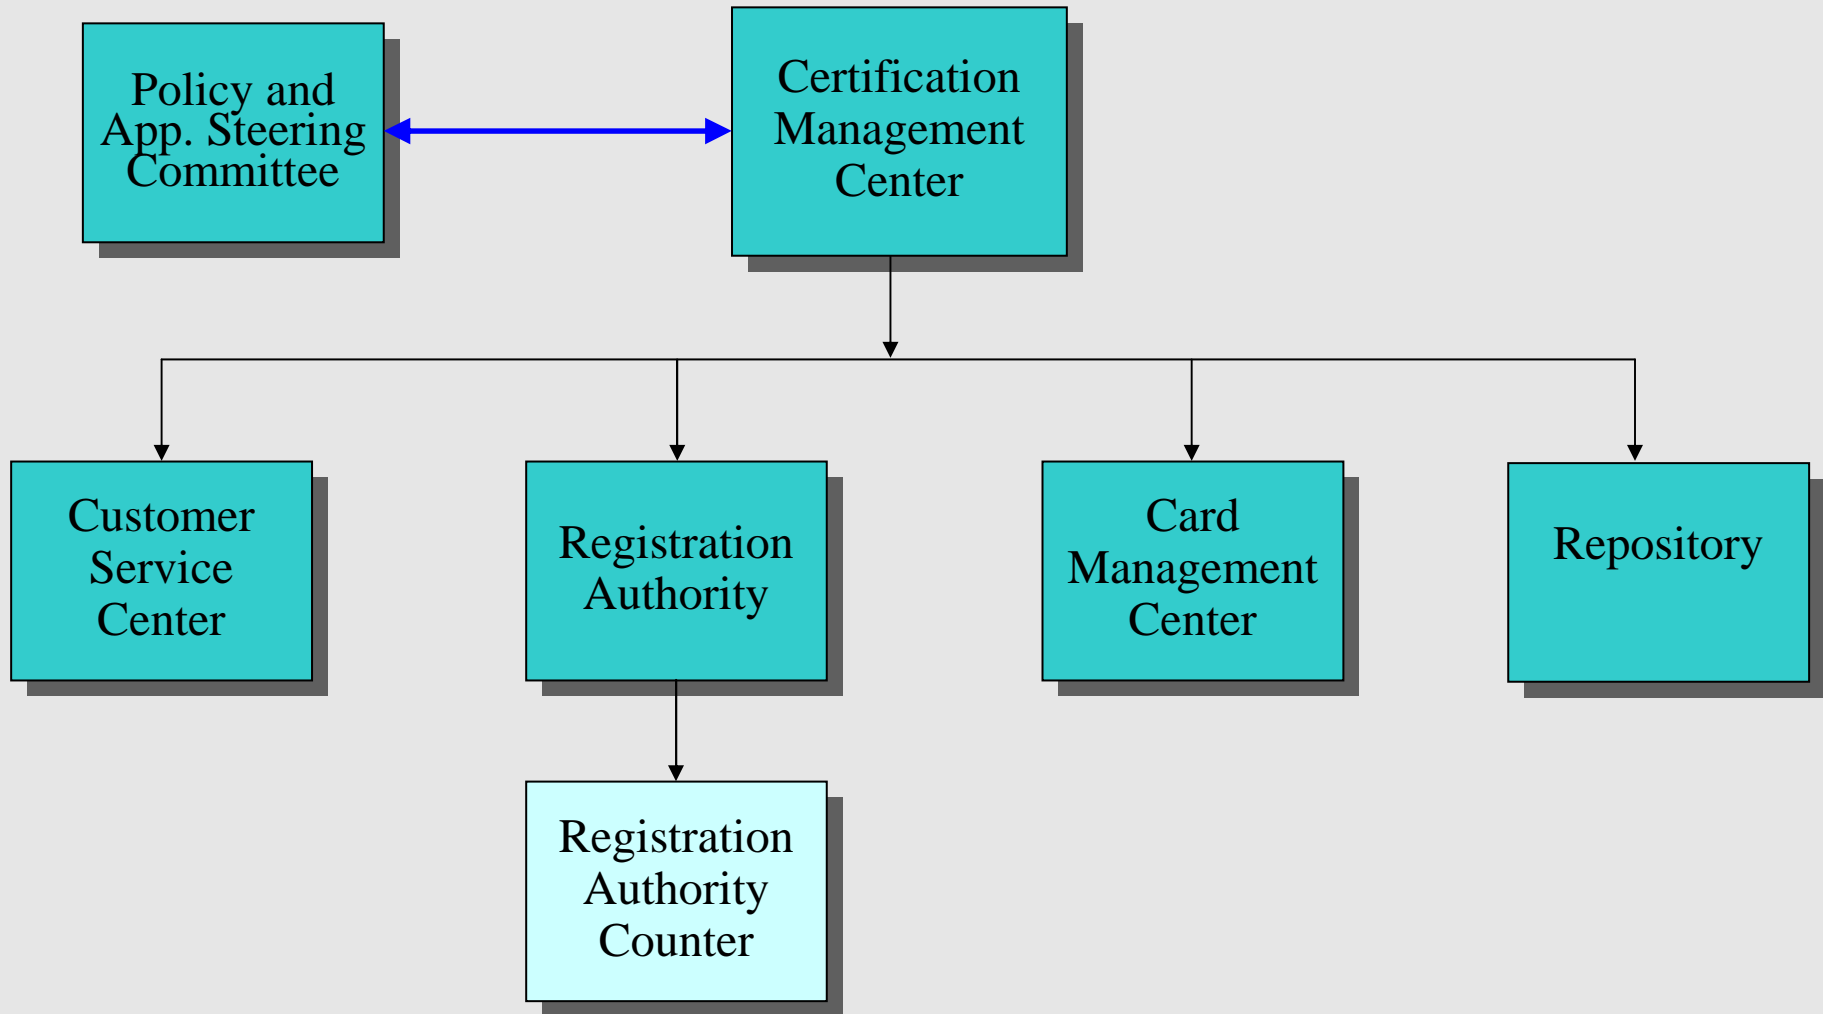 Policy and
App. Steering
Committee
Certification
Management
Center
Customer
Service
Center
Registration
Authority
Card
Management
Center
Repository
Registration
Authority
Counter